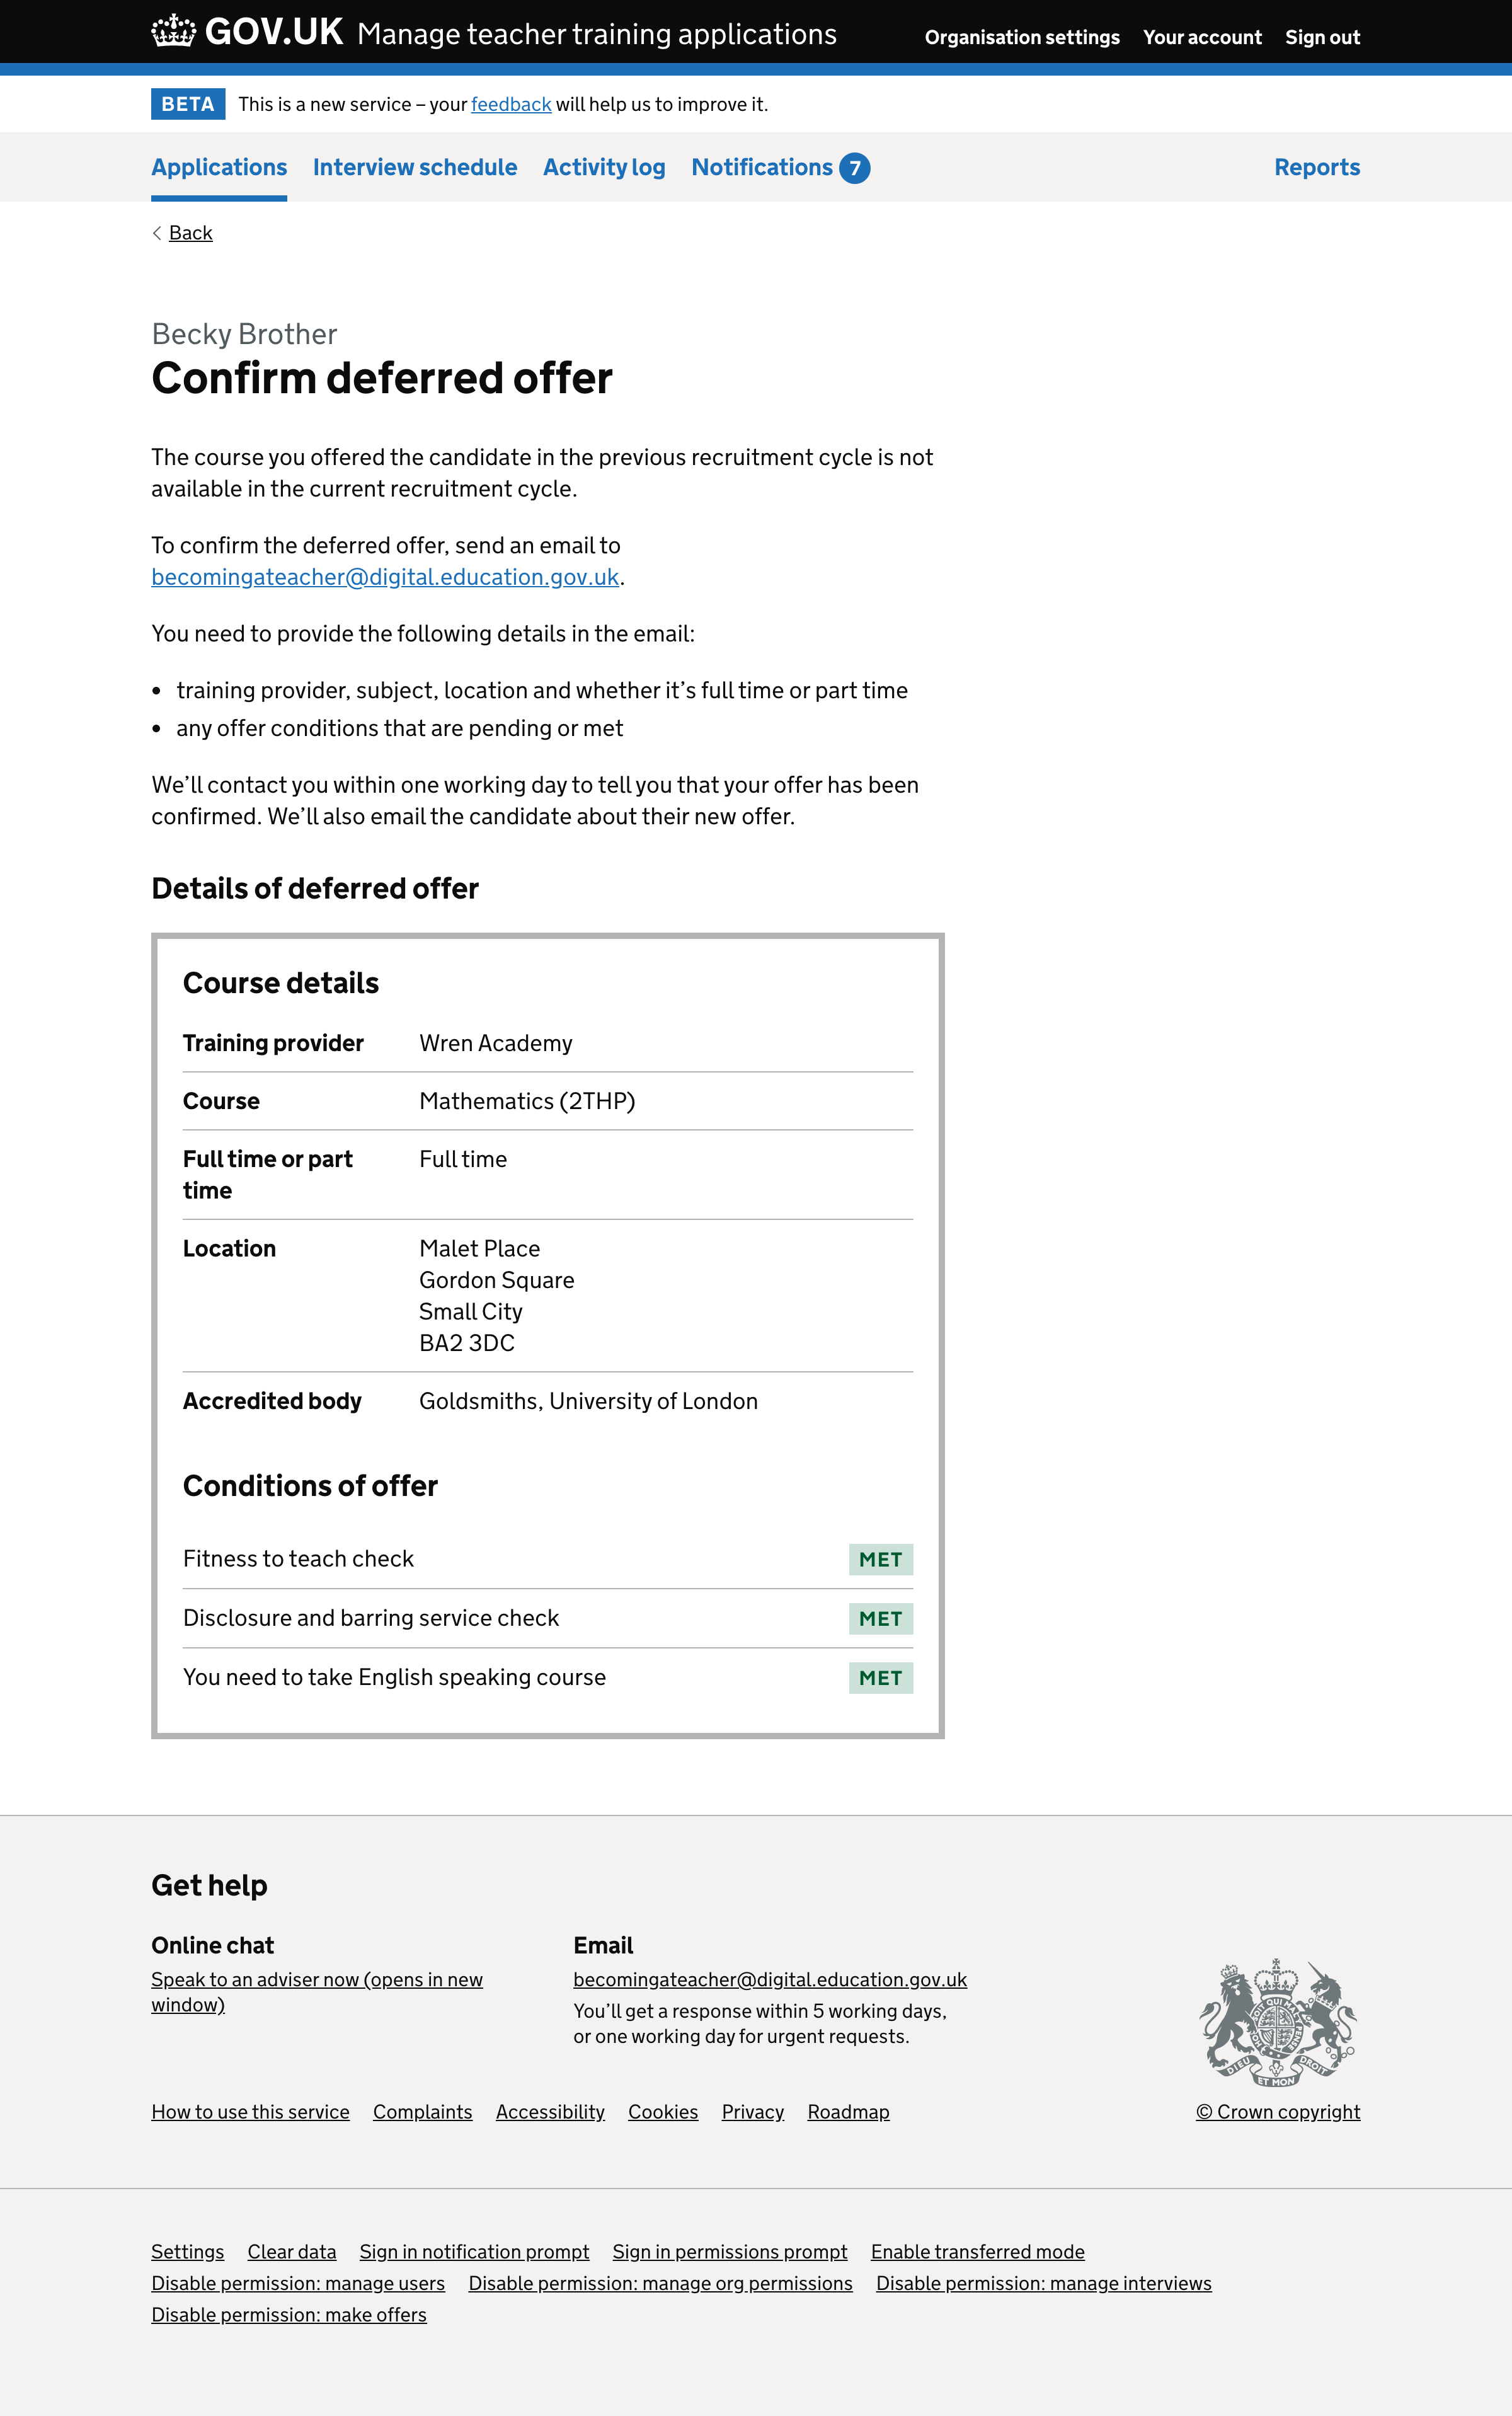 GOV.UK Manage teacher training applications Organisation settings Your account Sign out
BETA This is a new service – your feedback will help us to improve it.
Applications Interview schedule Activity log Notifications 7 Reports
Back
Becky Brother
Confirm deferred offer
The course you offered the candidate in the previous recruitment cycle is not
available in the current recruitment cycle.
To confirm the deferred offer, send an email to
becomingateacher@digital.education.gov.uk.
You need to provide the following details in the email:
• training provider, subject, location and whether it’s full time or part time
• any offer conditions that are pending or met
We’ll contact you within one working day to tell you that your offer has been
confirmed. We’ll also email the candidate about their new offer.
Details of deferred offer
Course details
Training provider Wren Academy
Course Mathematics (2THP)
Full time or part Full time
time
Location Malet Place
Gordon Square
Small City
BA2 3DC
Accredited body Goldsmiths, University of London
Conditions of offer
Fitness to teach check MET
Disclosure and barring service check MET
You need to take English speaking course MET
Get help
Online chat
Speak to an adviser now (opens in new
window)
Email
becomingateacher@digital.education.gov.uk
You’ll get a response within 5 working days,
or one working day for urgent requests.
DIEU ET MON DROIT
How to use this service Complaints Accessibility Cookies Privacy Roadmap © Crown copyright
Settings Clear data Sign in notification prompt Sign in permissions prompt Enable transferred mode
Disable permission: manage users Disable permission: manage org permissions Disable permission: manage interviews
Disable permission: make offers